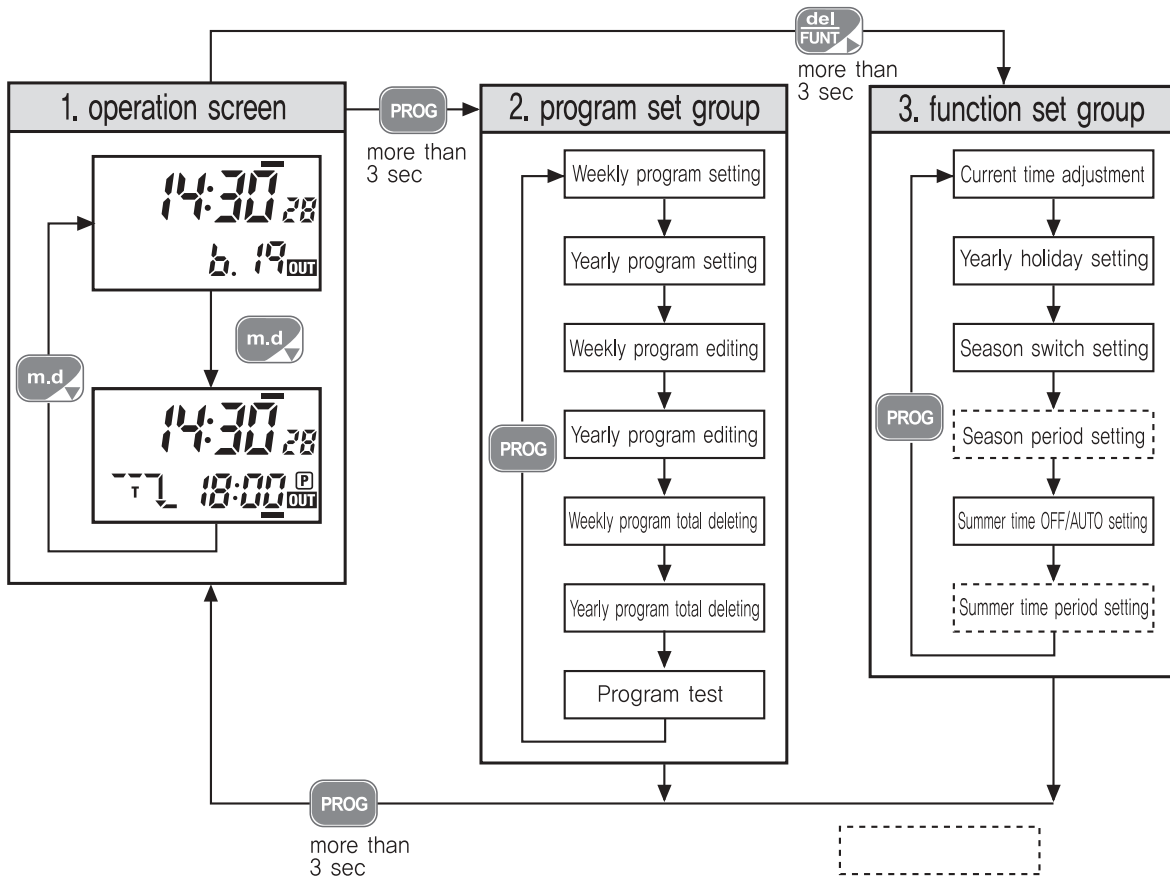 del
FUNT
more than
3 sec
1. operation screen
PROG
more than
3 sec
2. program set group
3. function set group
14:30 28
6. 19 OUT
m.d
m.d
14:30 28
T 18:00 P
OUT
Weekly program setting
Yearly program setting
Weekly program editing
Yearly program editing
Weekly program total deleting
Yearly program total deleting
Program test
PROG
Current time adjustment
Yearly holiday setting
Season switch setting
Season period setting
Summer time OFF/AUTO setting
Summer time period setting
PROG
PROG
more than
3 sec